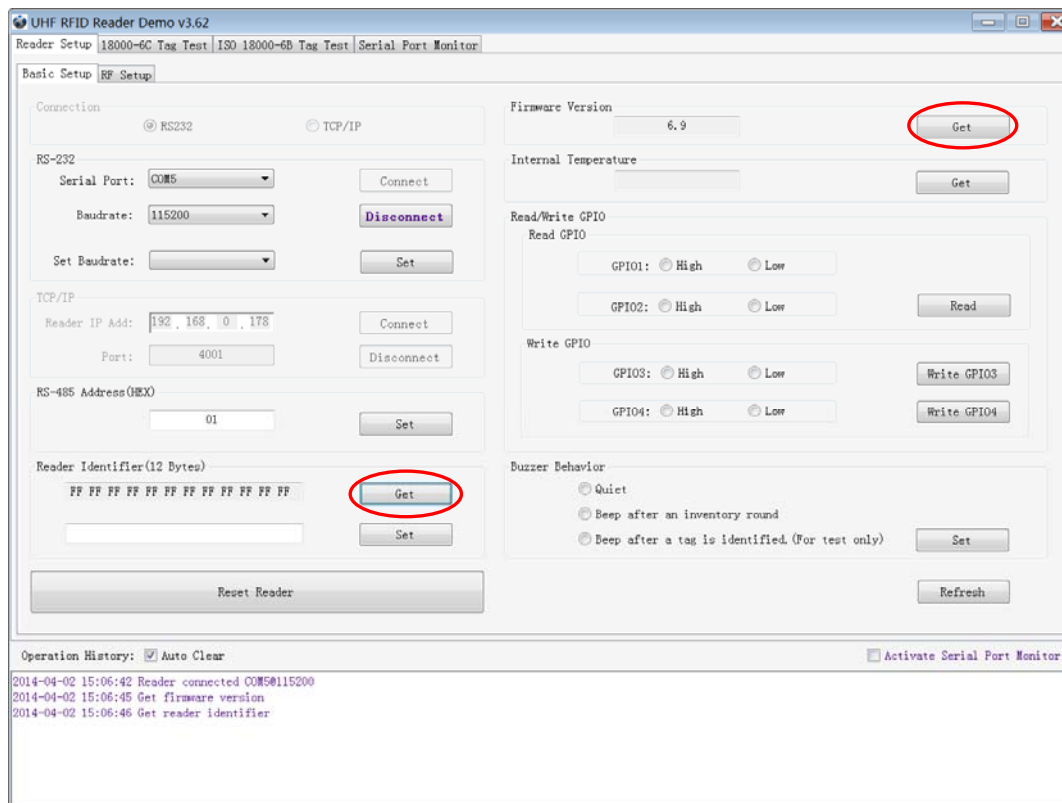 UHF RFID Reader Demo v3.62
Reader Setup 18000-6C Tag Test ISO 18000-6B Tag Test Serial Port Monitor
Basic Setup RF Setup
Connection
RS232 TCP/IP
RS-232
Serial Port: COM5 Connect
Baudrate: 115200 Disconnect
Set Baudrate: Set
TCP/IP
Reader IP Add: 192 . 168 . 0 . 178 Connect
Port: 4001 Disconnect
RS-485 Address(HEX)
01 Set
Reader Identifier(12 Bytes)
FF FF FF FF FF FF FF FF FF FF FF FF Get
Set
Reset Reader
Firmware Version
6.9 Get
Internal Temperature
Get
Read/Write GPIO
Read GPIO
GPIO1: High Low
GPIO2: High Low Read
Write GPIO
GPIO3: High Low Write GPIO3
GPIO4: High Low Write GPIO4
Buzzer Behavior
Quiet
Beep after an inventory round
Beep after a tag is identified.(For test only) Set
Refresh
Operation History: Auto Clear Activate Serial Port Monitor
2014-04-02 15:06:42 Reader connected COM5@115200
2014-04-02 15:06:45 Get firmware version
2014-04-02 15:06:46 Get reader identifier